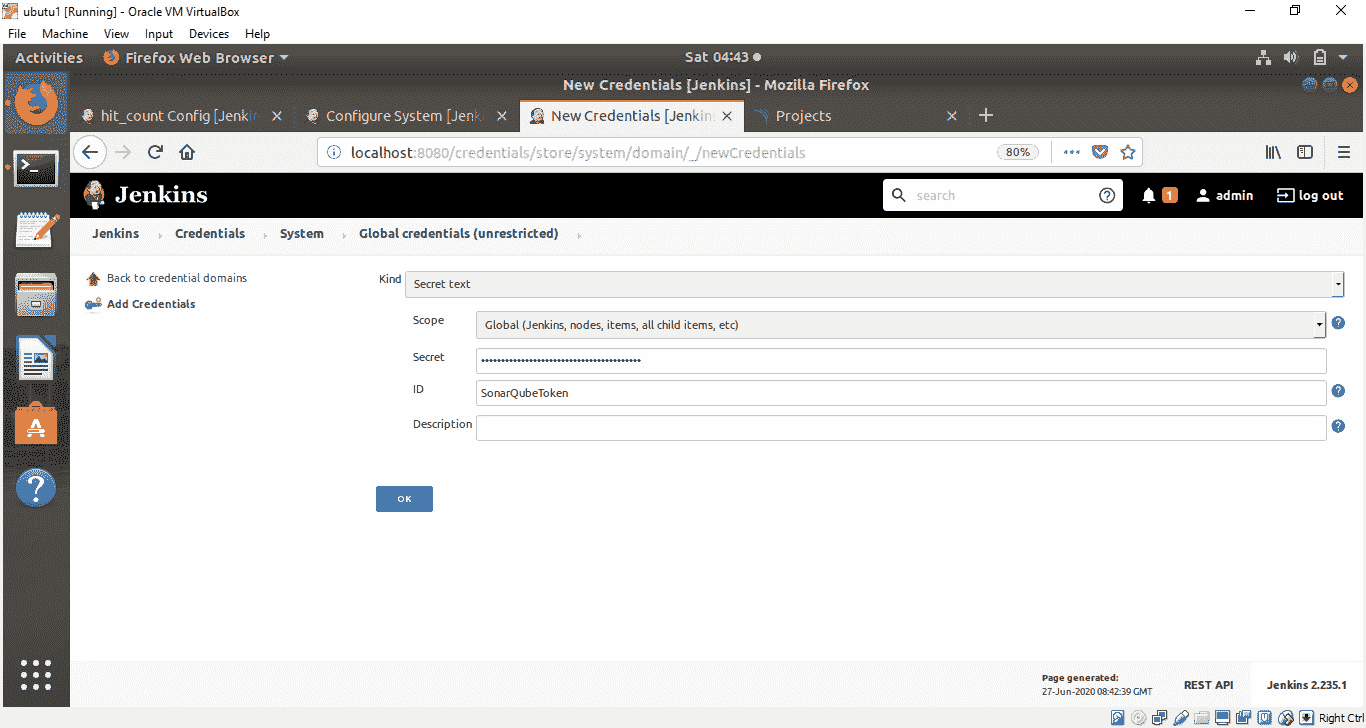 ubutu1 [Running] - Oracle VM VirtualBox
File Machine View Input Devices Help
Activities Firefox Web Browser Sat 04:43
New Credentials [Jenkins] - Mozilla Firefox
hit_count Config [Jenkin Configure System [Jenk New Credentials [Jenkins Projects
localhost:8080/credentials/store/system/domain/_/newCredentials 80%
Jenkins search 1 admin log out
Jenkins Credentials System Global credentials (unrestricted)
Back to credential domains
Add Credentials
Kind Secret text
Scope Global (Jenkins, nodes, items, all child items, etc)
Secret ••••••••••••••••••••••••••••••••••••••••
ID SonarQubeToken
Description
OK
Page generated:
27-Jun-2020 08:42:39 GMT
REST API Jenkins 2.235.1
Right Ctrl